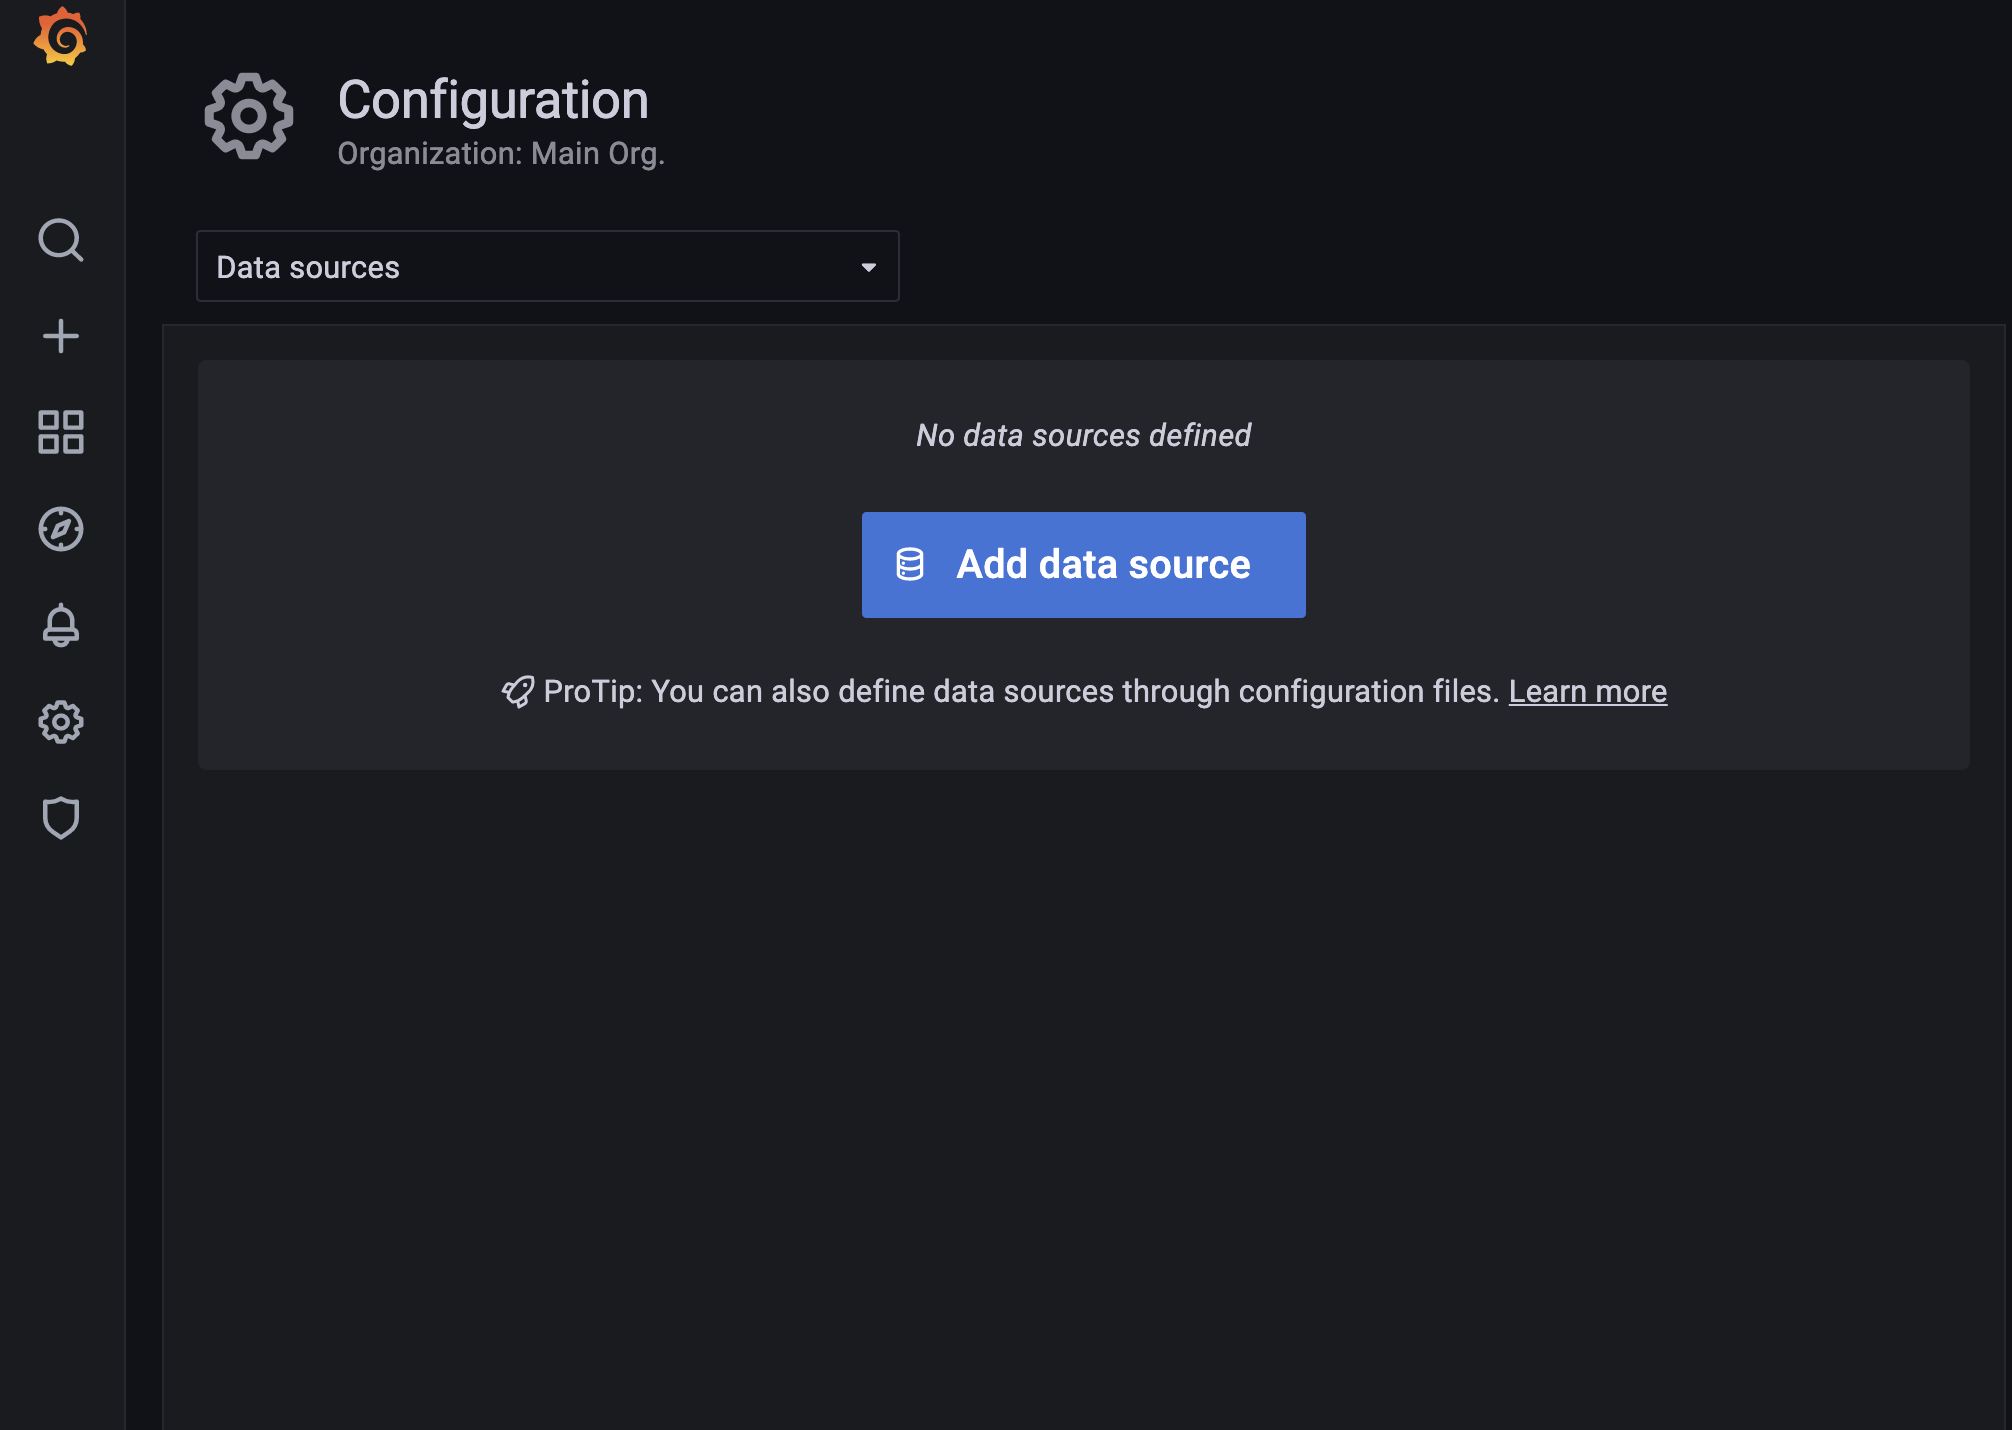 Configuration
Organization: Main Org.
Data sources
No data sources defined
Add data source
ProTip: You can also define data sources through configuration files. Learn more